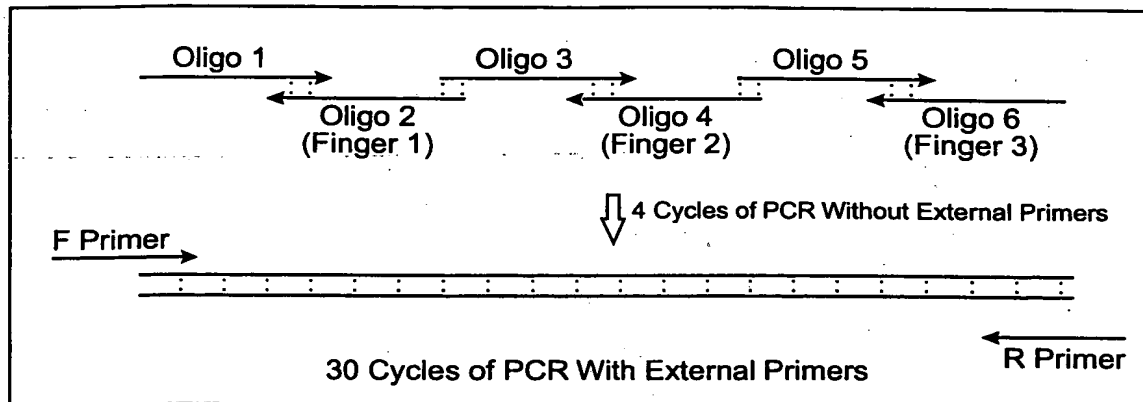 Oligo 1
Oligo 3
Oligo 5
Oligo 2
(Finger 1)
Oligo 4
(Finger 2)
Oligo 6
(Finger 3)
4 Cycles of PCR Without External Primers
F Primer
R Primer
30 Cycles of PCR With External Primers